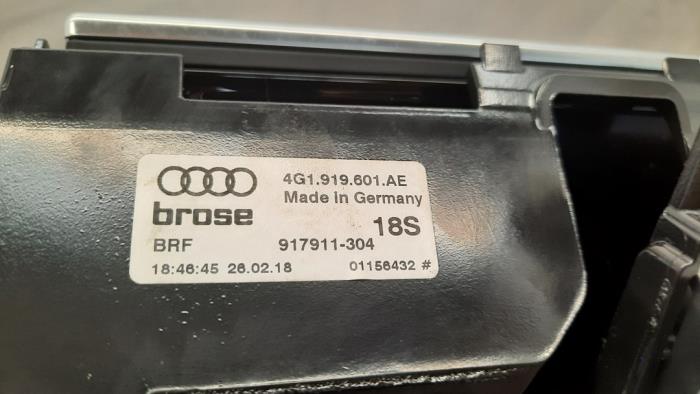 4G1.919.601.AE
Made in Germany
brose 18S
BRF 917911-304
18:46:45 26.02.18 01156432 #